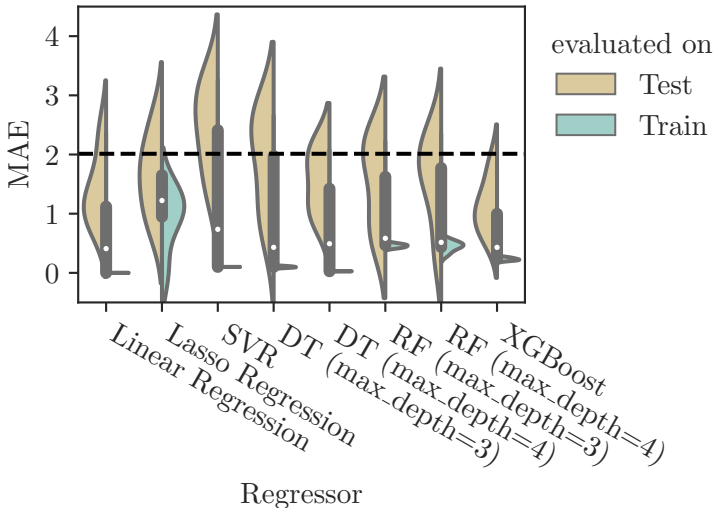 4
3
2
1
0
MAE
evaluated on
Test
Train
Linear Regression
Lasso Regression
SVR
DT (max_depth=3)
DT (max_depth=4)
RF (max_depth=3)
RF (max_depth=4)
XGBoost
Regressor